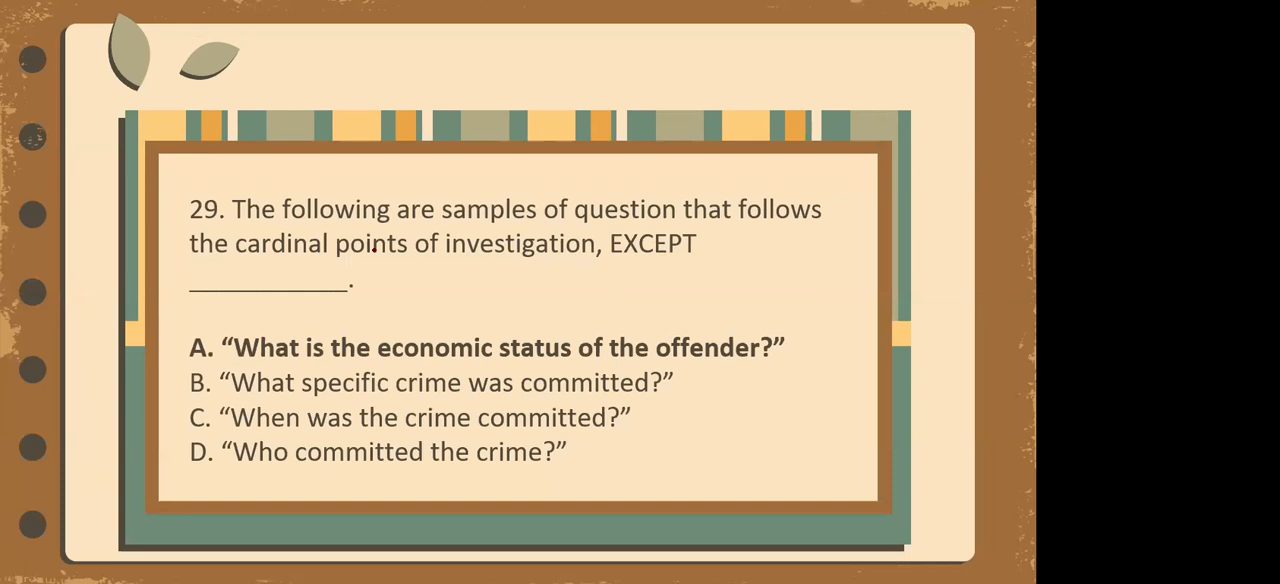 29. The following are samples of question that follows
the cardinal points of investigation, EXCEPT
____________.
A. “What is the economic status of the offender?”
B. “What specific crime was committed?”
C. “When was the crime committed?”
D. “Who committed the crime?”